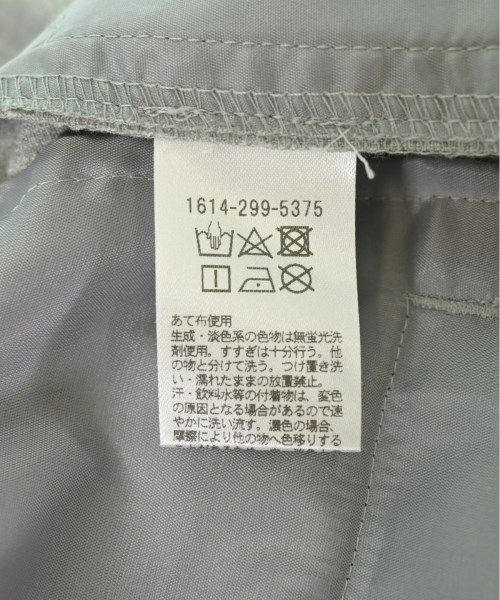 1614-299-5375
あて布使用
生成・淡色系の色物は無蛍光洗
剤使用。すすぎは十分行う。他
の物と分けて洗う。つけ置き洗
い・濡れたままの放置禁止。
汗・飲料水等の付着物は、変色
の原因となる場合があるので速
やかに洗い流す。濃色の場合、
摩擦により他の物へ色移りする